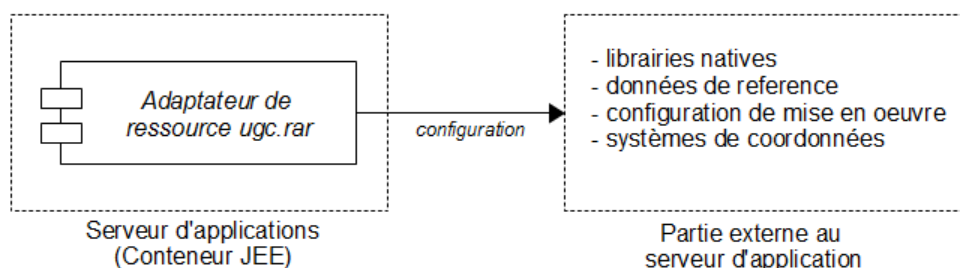 Adaptateur de
ressource ugc.rar
configuration
- librairies natives
- données de reference
- configuration de mise en oeuvre
- systèmes de coordonnées
Serveur d'applications
(Conteneur JEE)
Partie externe au
serveur d'application